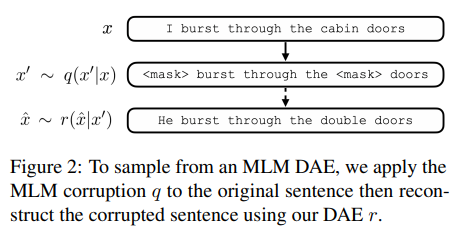 x I burst through the cabin doors
x′ ∼ q(x′|x) <mask> burst through the <mask> doors
x̂ ∼ r(x̂|x′) He burst through the double doors
Figure 2: To sample from an MLM DAE, we apply the
MLM corruption q to the original sentence then recon-
struct the corrupted sentence using our DAE r.